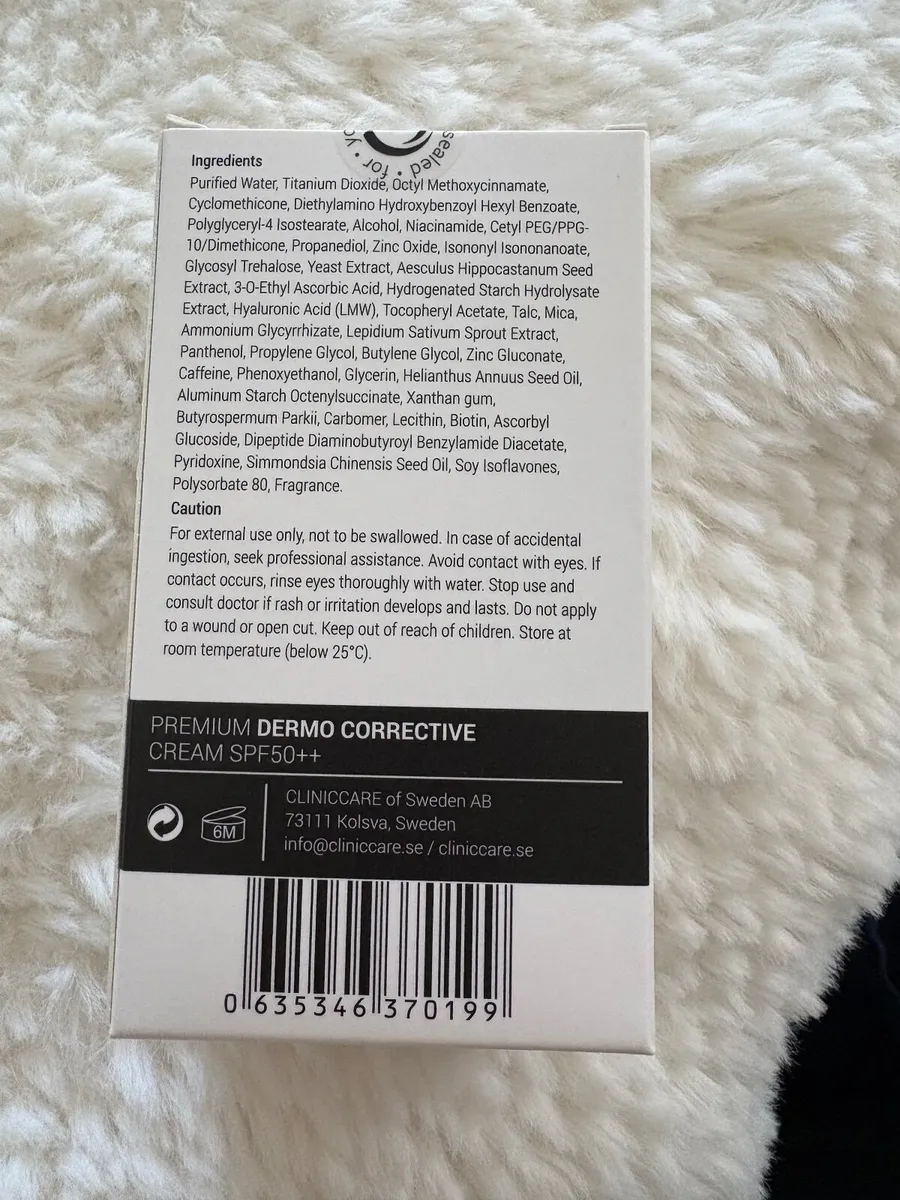 sealed • for • yo
Ingredients
Purified Water, Titanium Dioxide, Octyl Methoxycinnamate,
Cyclomethicone, Diethylamino Hydroxybenzoyl Hexyl Benzoate,
Polyglyceryl-4 Isostearate, Alcohol, Niacinamide, Cetyl PEG/PPG-
10/Dimethicone, Propanediol, Zinc Oxide, Isononyl Isononanoate,
Glycosyl Trehalose, Yeast Extract, Aesculus Hippocastanum Seed
Extract, 3-O-Ethyl Ascorbic Acid, Hydrogenated Starch Hydrolysate
Extract, Hyaluronic Acid (LMW), Tocopheryl Acetate, Talc, Mica,
Ammonium Glycyrrhizate, Lepidium Sativum Sprout Extract,
Panthenol, Propylene Glycol, Butylene Glycol, Zinc Gluconate,
Caffeine, Phenoxyethanol, Glycerin, Helianthus Annuus Seed Oil,
Aluminum Starch Octenylsuccinate, Xanthan gum,
Butyrospermum Parkii, Carbomer, Lecithin, Biotin, Ascorbyl
Glucoside, Dipeptide Diaminobutyroyl Benzylamide Diacetate,
Pyridoxine, Simmondsia Chinensis Seed Oil, Soy Isoflavones,
Polysorbate 80, Fragrance.
Caution
For external use only, not to be swallowed. In case of accidental
ingestion, seek professional assistance. Avoid contact with eyes. If
contact occurs, rinse eyes thoroughly with water. Stop use and
consult doctor if rash or irritation develops and lasts. Do not apply
to a wound or open cut. Keep out of reach of children. Store at
room temperature (below 25°C).
PREMIUM DERMO CORRECTIVE
CREAM SPF50++
6M
CLINICCARE of Sweden AB
73111 Kolsva, Sweden
info@cliniccare.se / cliniccare.se
0 635346 370199